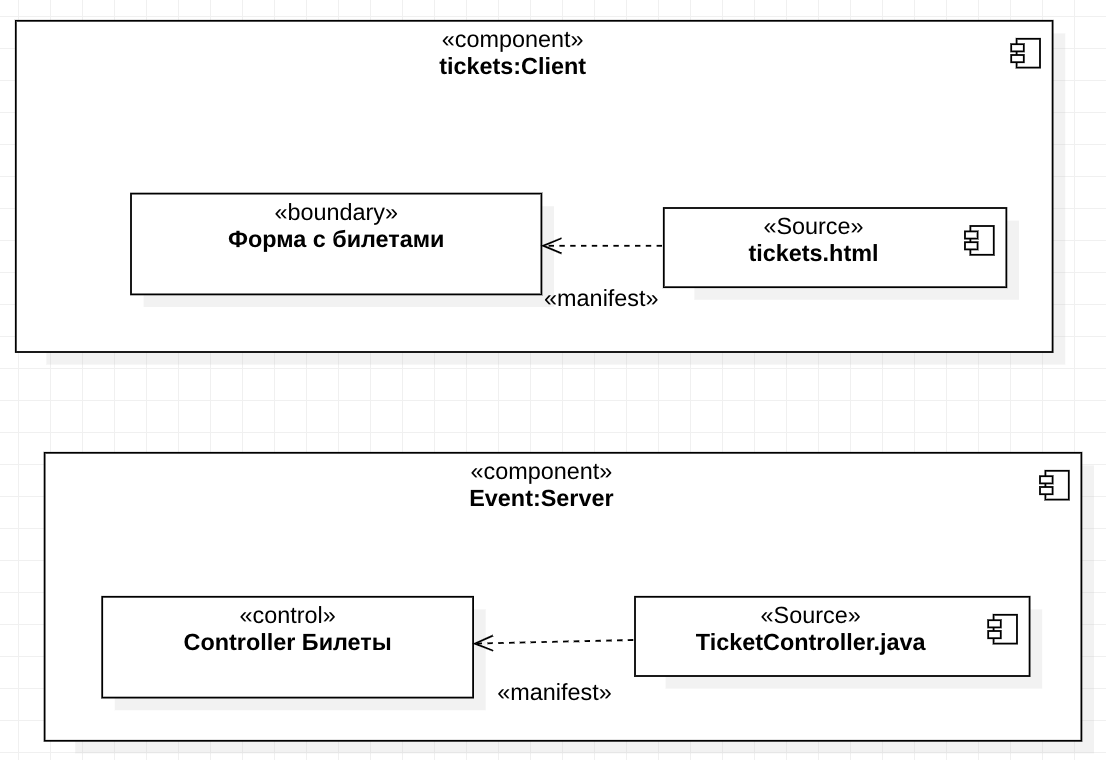 «component»
tickets:Client
«boundary»
Форма с билетами
«Source»
tickets.html
«manifest»
«component»
Event:Server
«control»
Controller Билеты
«Source»
TicketController.java
«manifest»